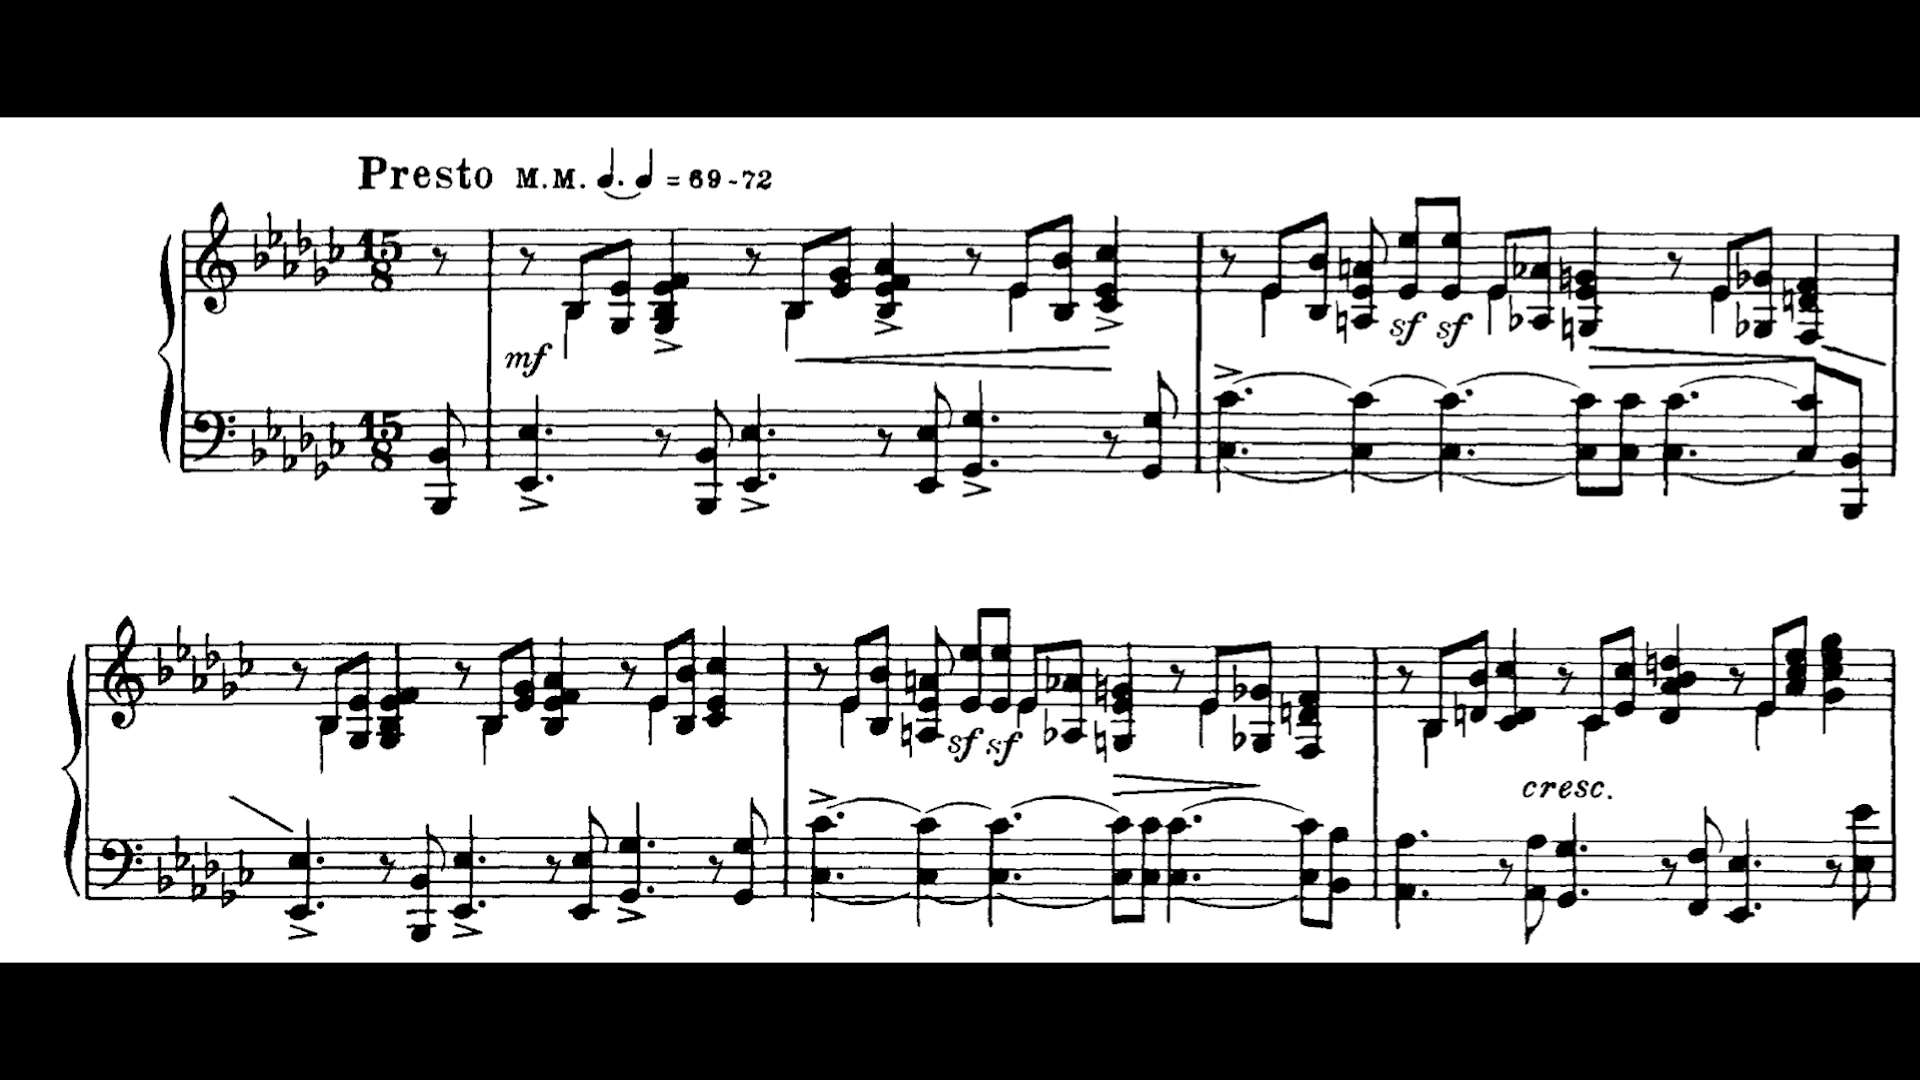 Presto M.M. ♩. ♩ = 69-72
15 15
8 8
mf sf sf
sf sf cresc.